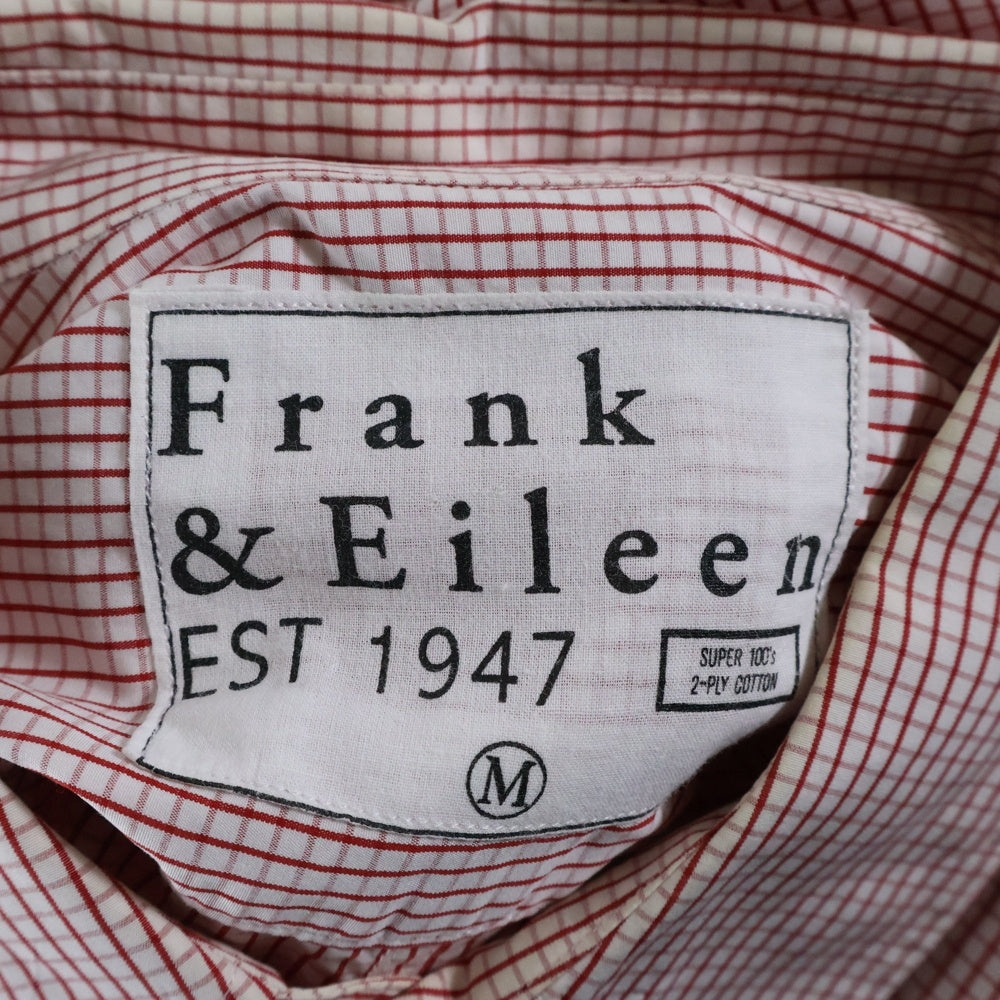 Frank
& Eileen
EST 1947
SUPER 100's
2-PLY COTTON
M